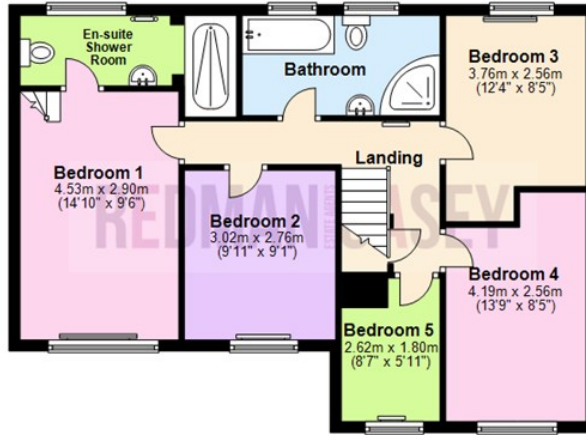 En-suite
Shower
Room
Bathroom
Bedroom 3
3.76m x 2.56m
(12'4" x 8'5")
Landing
Bedroom 1
4.53m x 2.90m
(14'10" x 9'6")
Bedroom 2
3.02m x 2.76m
(9'11" x 9'1")
REDMAN CASEY
ESTATE AGENTS
Bedroom 4
4.19m x 2.56m
(13'9" x 8'5")
Bedroom 5
2.62m x 1.80m
(8'7" x 5'11")